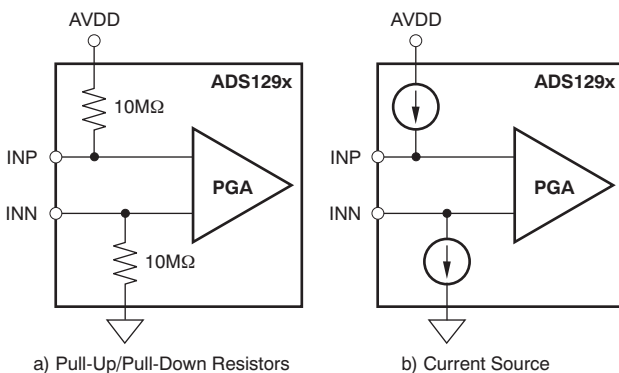 AVDD
ADS129x
10MΩ
INP
PGA
INN
10MΩ
a) Pull-Up/Pull-Down Resistors
AVDD
ADS129x
INP
PGA
INN
b) Current Source